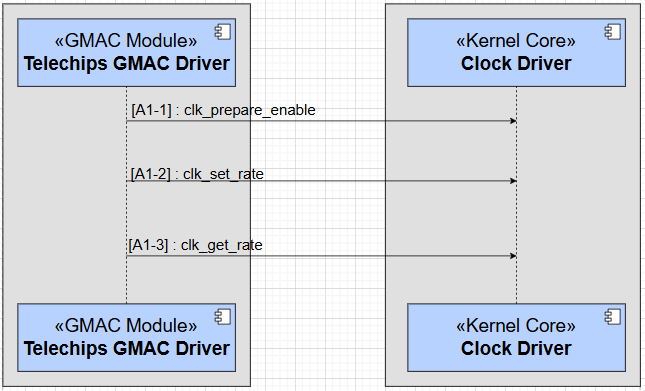 «GMAC Module»
Telechips GMAC Driver
«Kernel Core»
Clock Driver
[A1-1] : clk_prepare_enable
[A1-2] : clk_set_rate
[A1-3] : clk_get_rate
«GMAC Module»
Telechips GMAC Driver
«Kernel Core»
Clock Driver